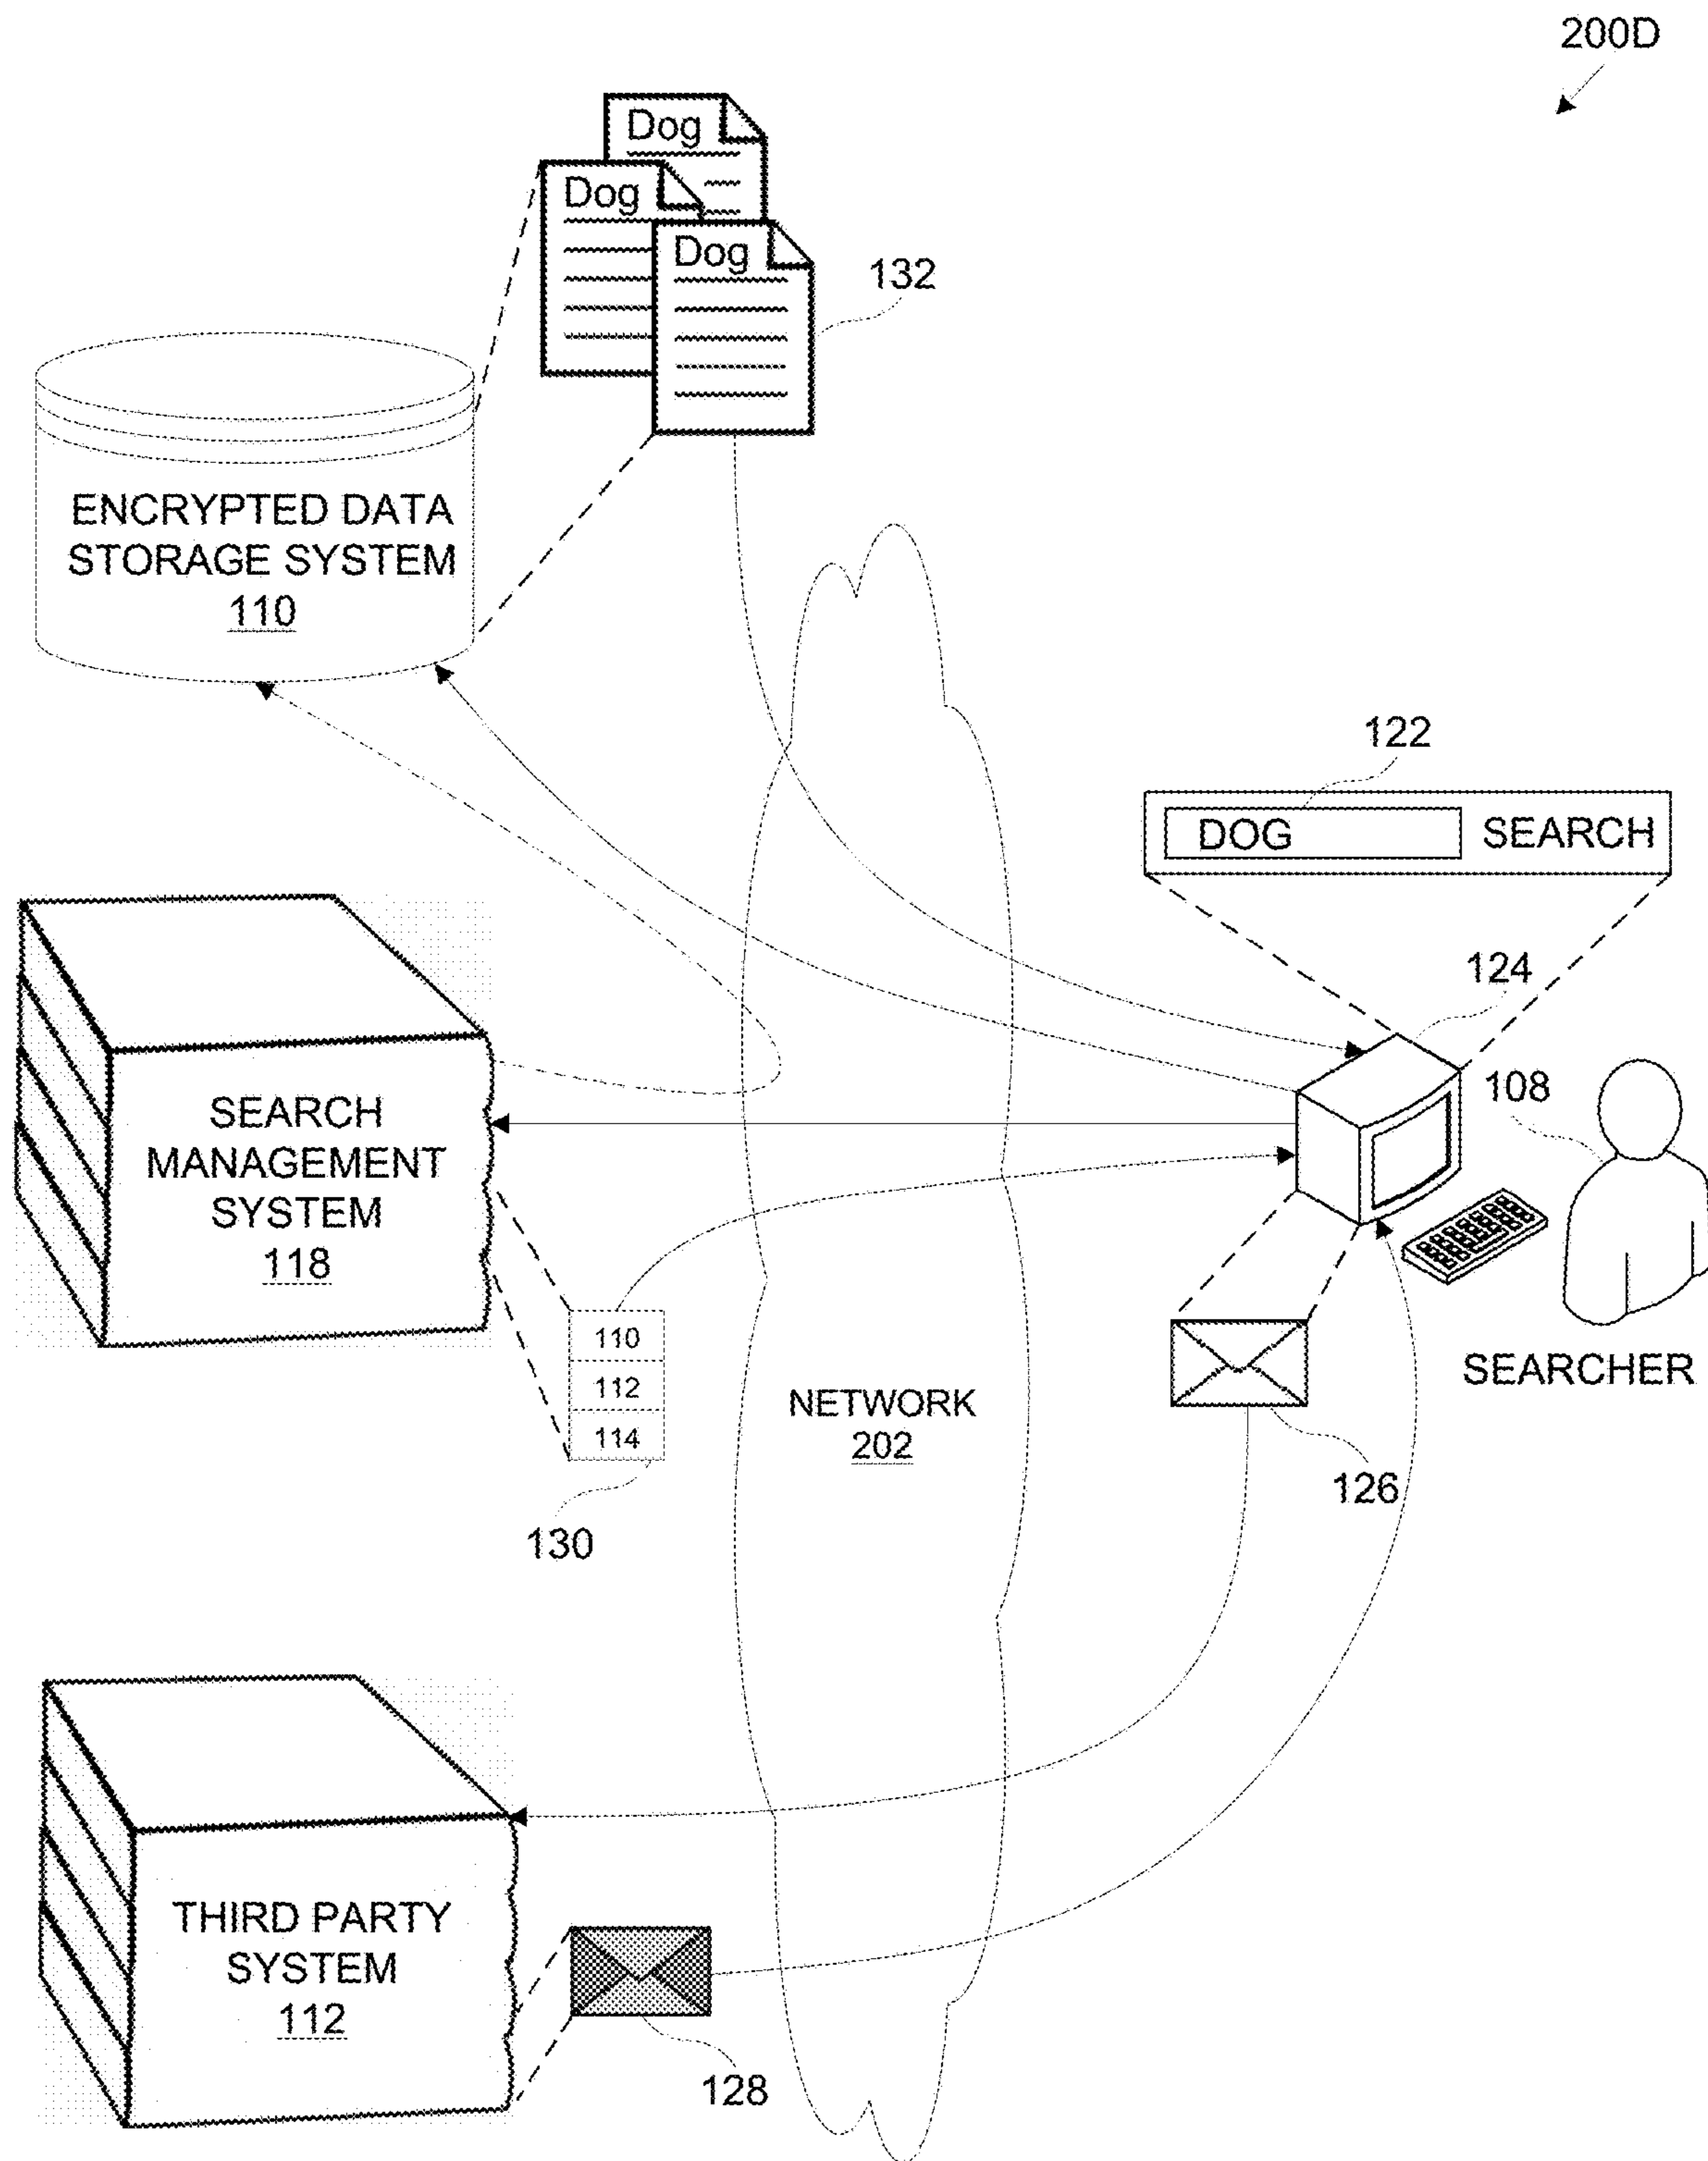 200D
Dog
Dog
Dog
132
ENCRYPTED DATA
STORAGE SYSTEM
110
122
DOG
SEARCH
124
108
SEARCH
MANAGEMENT
SYSTEM
118
110
112
114
130
NETWORK
202
SEARCHER
126
THIRD PARTY
SYSTEM
112
128